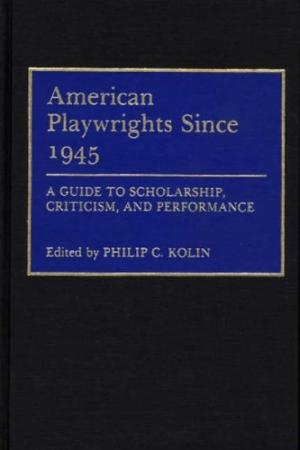 American
Playwrights Since
1945
A GUIDE TO SCHOLARSHIP,
CRITICISM, AND PERFORMANCE
Edited by PHILIP C. KOLIN